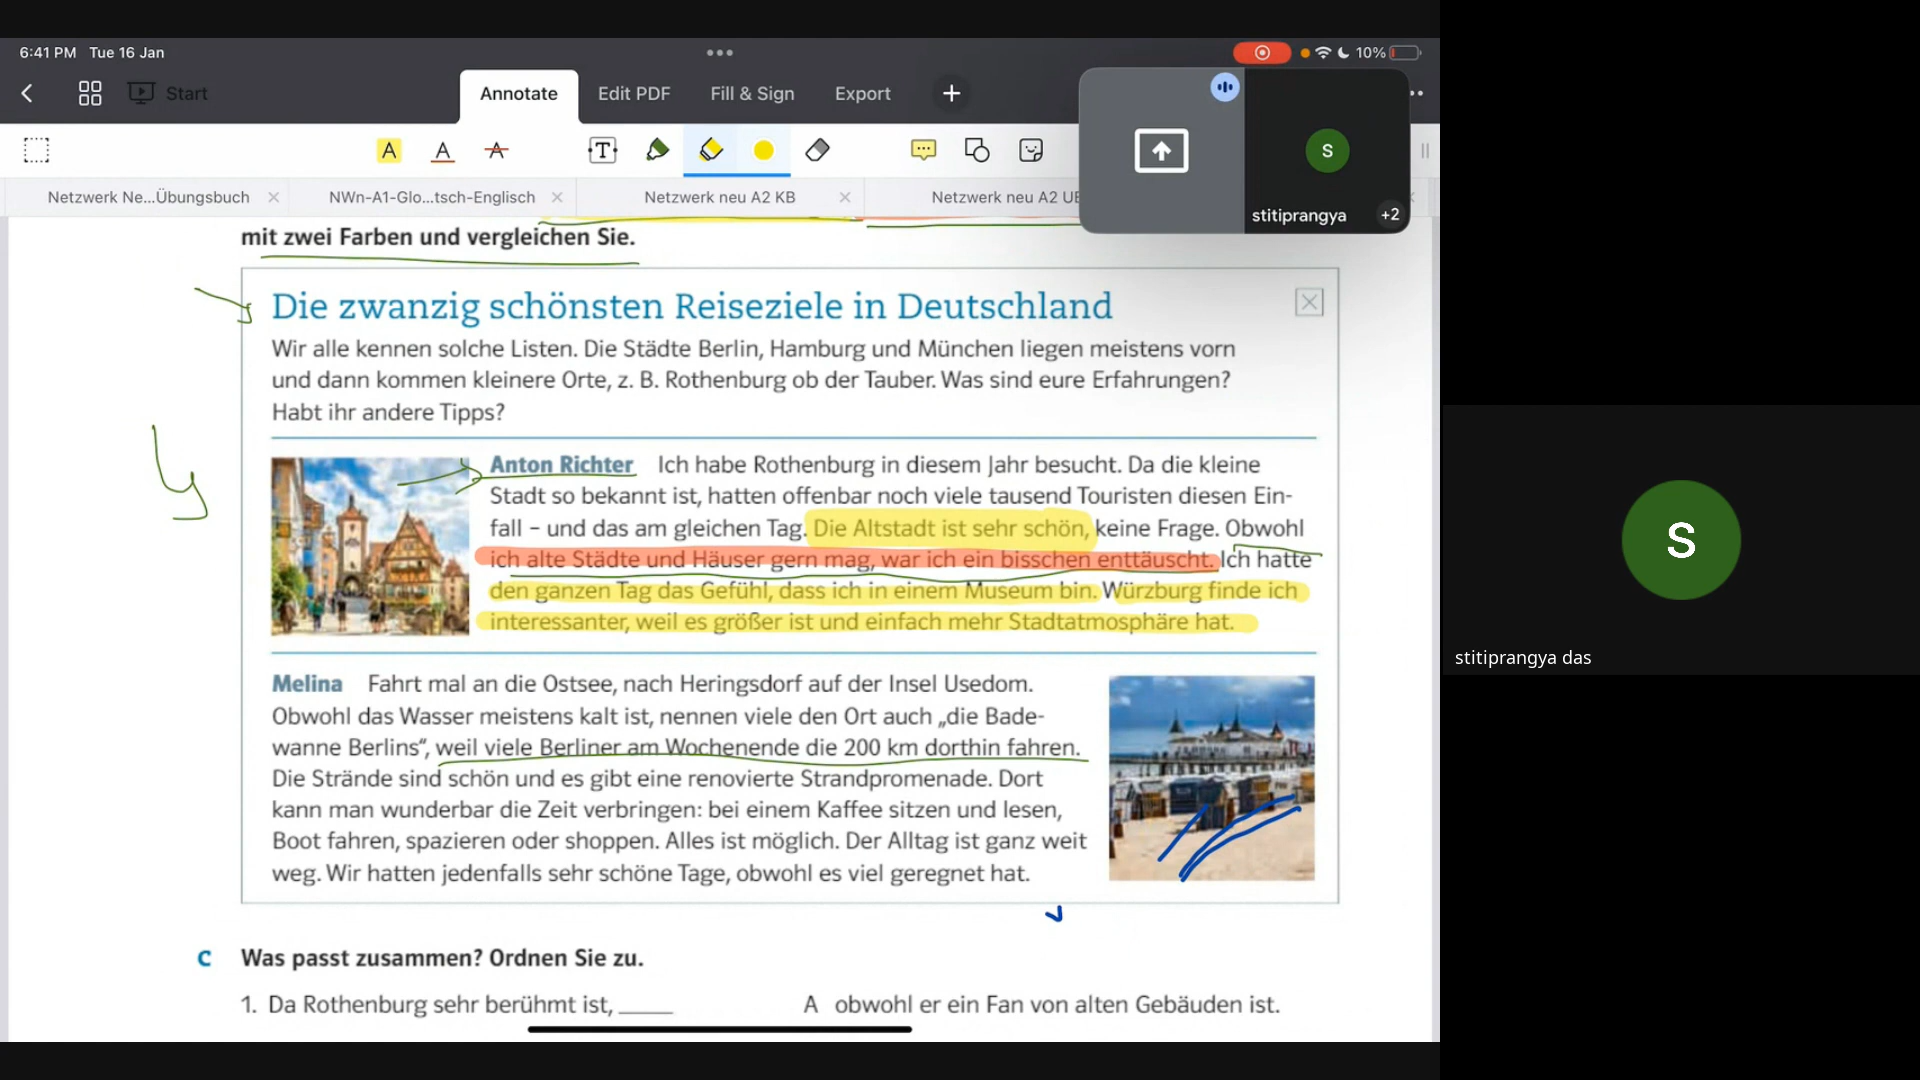 6:41 PM Tue 16 Jan
10%
Start
Annotate
Edit PDF
Fill & Sign
Export
Netzwerk Ne...Übungsbuch
NWn-A1-Glo...tsch-Englisch
Netzwerk neu A2 KB
Netzwerk neu A2 UE
S
stitiprangya
+2
mit zwei Farben und vergleichen Sie.
Die zwanzig schönsten Reiseziele in Deutschland
Wir alle kennen solche Listen. Die Städte Berlin, Hamburg und München liegen meistens vorn
und dann kommen kleinere Orte, z. B. Rothenburg ob der Tauber. Was sind eure Erfahrungen?
Habt ihr andere Tipps?
Anton Richter Ich habe Rothenburg in diesem Jahr besucht. Da die kleine
Stadt so bekannt ist, hatten offenbar noch viele tausend Touristen diesen Ein-
fall – und das am gleichen Tag. Die Altstadt ist sehr schön, keine Frage. Obwohl
ich alte Städte und Häuser gern mag, war ich ein bisschen enttäuscht. Ich hatte
den ganzen Tag das Gefühl, dass ich in einem Museum bin. Würzburg finde ich
interessanter, weil es größer ist und einfach mehr Stadtatmosphäre hat.
Melina Fahrt mal an die Ostsee, nach Heringsdorf auf der Insel Usedom.
Obwohl das Wasser meistens kalt ist, nennen viele den Ort auch „die Bade-
wanne Berlins“, weil viele Berliner am Wochenende die 200 km dorthin fahren.
Die Strände sind schön und es gibt eine renovierte Strandpromenade. Dort
kann man wunderbar die Zeit verbringen: bei einem Kaffee sitzen und lesen,
Boot fahren, spazieren oder shoppen. Alles ist möglich. Der Alltag ist ganz weit
weg. Wir hatten jedenfalls sehr schöne Tage, obwohl es viel geregnet hat.
C Was passt zusammen? Ordnen Sie zu.
1. Da Rothenburg sehr berühmt ist, _____ A obwohl er ein Fan von alten Gebäuden ist.
S
stitiprangya das